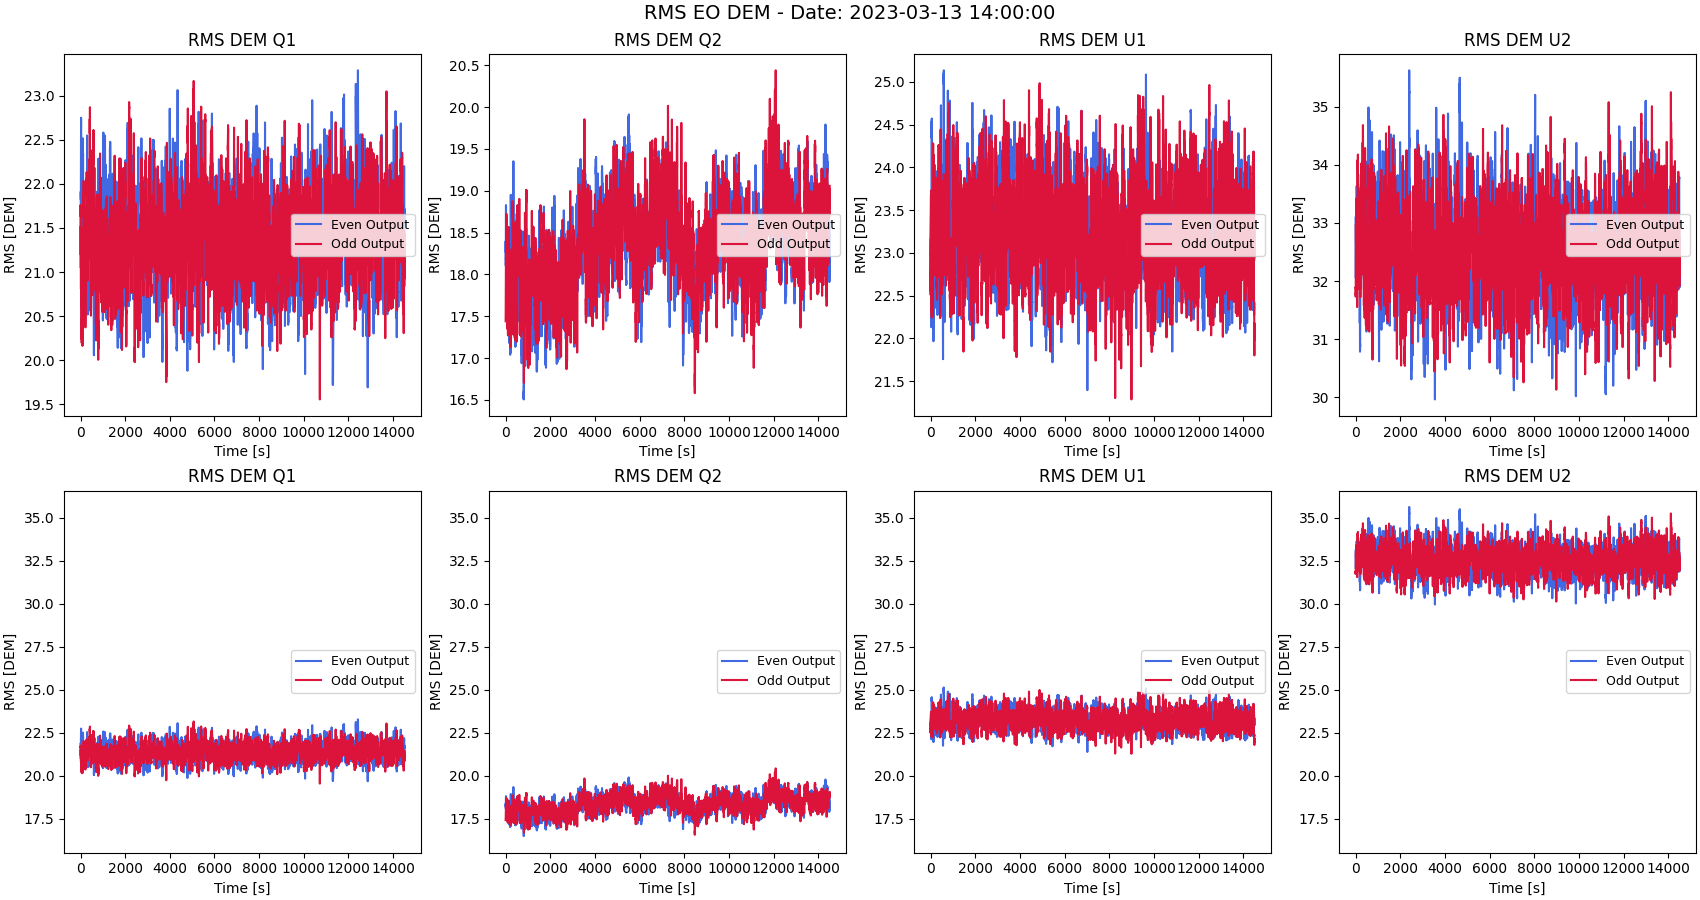 RMS EO DEM - Date: 2023-03-13 14:00:00
RMS DEM Q1
RMS [DEM]
23.0
22.5
22.0
21.5
21.0
20.5
20.0
19.5
Even Output
Odd Output
0 2000 4000 6000 8000 10000 12000 14000
Time [s]
RMS DEM Q2
RMS [DEM]
20.5
20.0
19.5
19.0
18.5
18.0
17.5
17.0
16.5
Even Output
Odd Output
0 2000 4000 6000 8000 10000 12000 14000
Time [s]
RMS DEM U1
RMS [DEM]
25.0
24.5
24.0
23.5
23.0
22.5
22.0
21.5
Even Output
Odd Output
0 2000 4000 6000 8000 10000 12000 14000
Time [s]
RMS DEM U2
RMS [DEM]
35
34
33
32
31
30
Even Output
Odd Output
0 2000 4000 6000 8000 10000 12000 14000
Time [s]
RMS DEM Q1
RMS [DEM]
35.0
32.5
30.0
27.5
25.0
22.5
20.0
17.5
Even Output
Odd Output
0 2000 4000 6000 8000 10000 12000 14000
Time [s]
RMS DEM Q2
RMS [DEM]
35.0
32.5
30.0
27.5
25.0
22.5
20.0
17.5
Even Output
Odd Output
0 2000 4000 6000 8000 10000 12000 14000
Time [s]
RMS DEM U1
RMS [DEM]
35.0
32.5
30.0
27.5
25.0
22.5
20.0
17.5
Even Output
Odd Output
0 2000 4000 6000 8000 10000 12000 14000
Time [s]
RMS DEM U2
RMS [DEM]
35.0
32.5
30.0
27.5
25.0
22.5
20.0
17.5
Even Output
Odd Output
0 2000 4000 6000 8000 10000 12000 14000
Time [s]